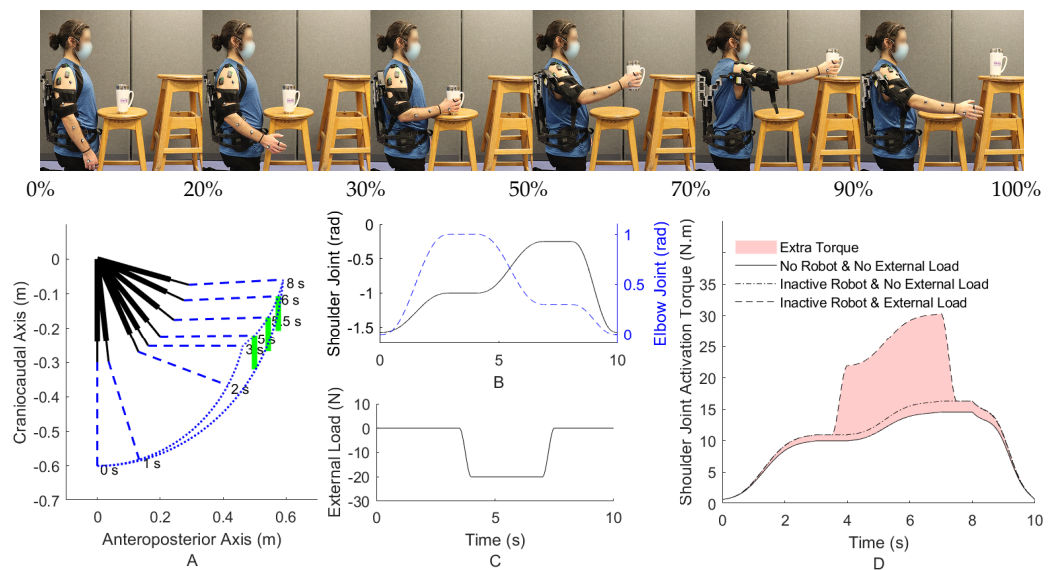 0% 20% 30% 50% 70% 90% 100%
Craniocaudal Axis (m)
0
-0.1
-0.2
-0.3
-0.4
-0.5
-0.6
-0.7
0 0.2 0.4 0.6
Anteroposterior Axis (m)
A
8 s
6 s
5 s
3 s
2 s
1 s
0 s
Shoulder Joint (rad)
0
-0.5
-1.0
-1.5
Elbow Joint (rad)
1
0.5
0
0 5 10
B
External Load (N)
10
0
-10
-20
-30
0 5 10
Time (s)
C
Shoulder Joint Activation Torque (N.m)
35
30
25
20
15
10
5
0
Extra Torque
No Robot & No External Load
Inactive Robot & No External Load
Inactive Robot & External Load
0 2 4 6 8 10
Time (s)
D